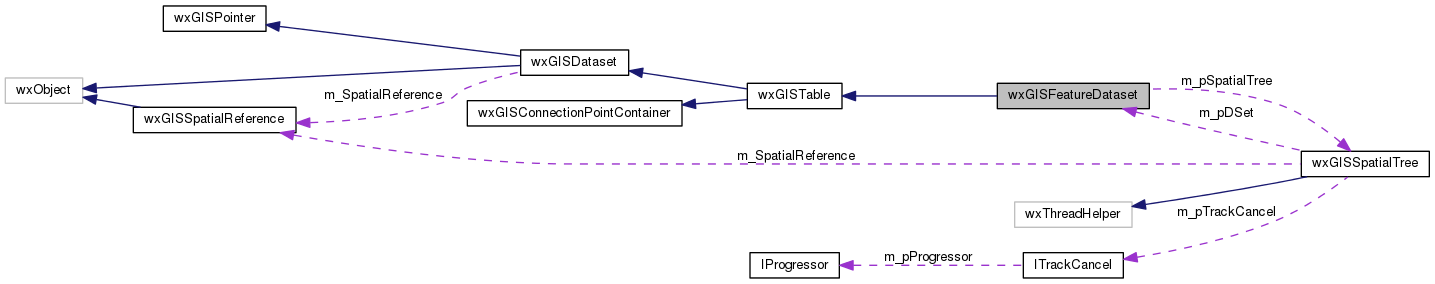 wxGISPointer
wxGISDataset
m_pSpatialTree
wxObject
m_SpatialReference
wxGISTable
wxGISFeatureDataset
wxGISSpatialReference
wxGISConnectionPointContainer
m_pDSet
m_SpatialReference
wxGISSpatialTree
wxThreadHelper
m_pTrackCancel
IProgressor
m_pProgressor
ITrackCancel